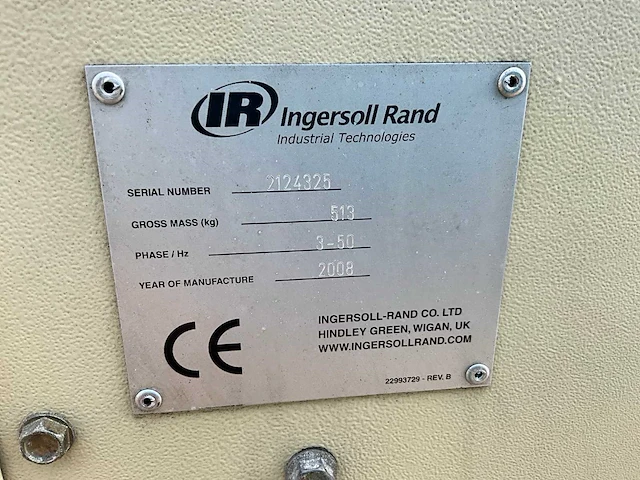 IR Ingersoll Rand
Industrial Technologies
SERIAL NUMBER 2124325
GROSS MASS (kg) 513
PHASE / Hz 3-50
YEAR OF MANUFACTURE 2008
CE
INGERSOLL-RAND CO. LTD
HINDLEY GREEN, WIGAN, UK
WWW.INGERSOLLRAND.COM
22993729 - REV. B